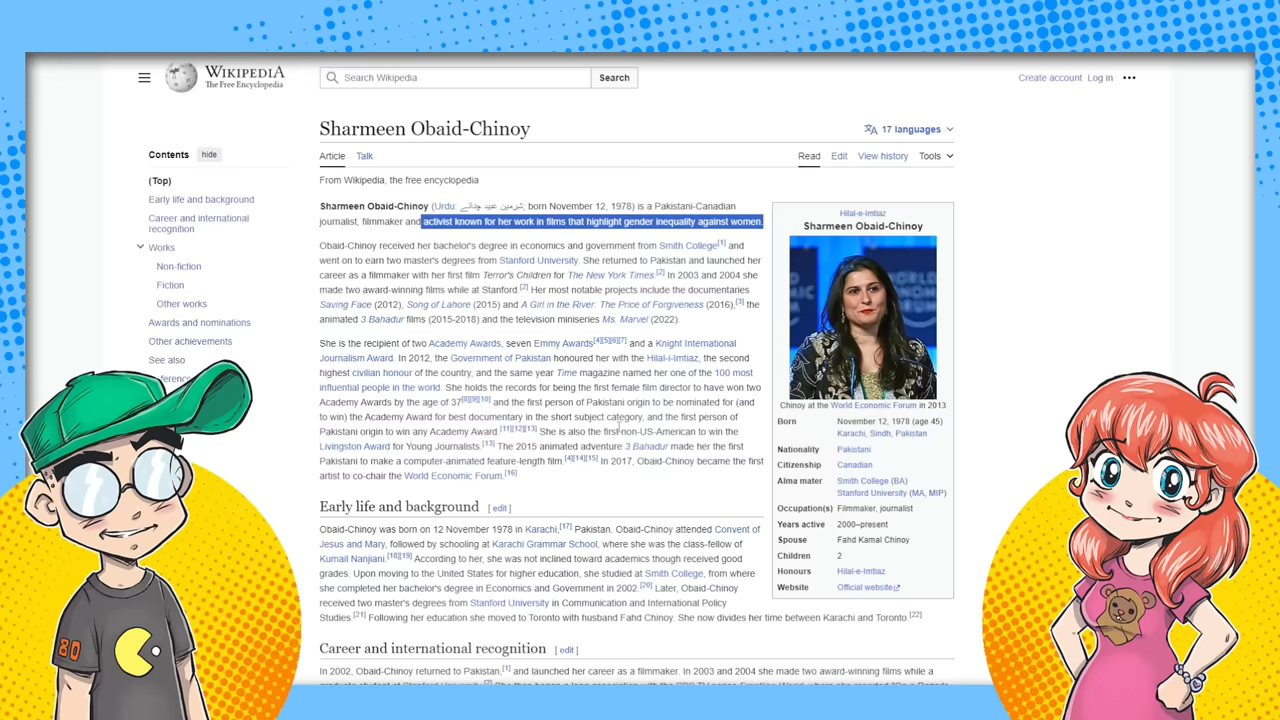 WIKIPEDIA
The Free Encyclopedia
Search Wikipedia
Search
Create account Log in
Contents hide
(Top)
Early life and background
Career and international
recognition
Works
Non-fiction
Fiction
Other works
Awards and nominations
Other achievements
See also
Sharmeen Obaid-Chinoy
17 languages
Article Talk
Read Edit View history Tools
From Wikipedia, the free encyclopedia
Sharmeen Obaid-Chinoy (Urdu: شرمین عبید چنائے; born November 12, 1978) is a Pakistani-Canadian
journalist, filmmaker and activist known for her work in films that highlight gender inequality against women.
Obaid-Chinoy received her bachelor's degree in economics and government from Smith College[1] and
went on to earn two master's degrees from Stanford University. She returned to Pakistan and launched her
career as a filmmaker with her first film Terror's Children for The New York Times.[2] In 2003 and 2004 she
made two award-winning films while at Stanford.[2] Her most notable projects include the documentaries
Saving Face (2012), Song of Lahore (2015) and A Girl in the River: The Price of Forgiveness (2016),[3] the
animated 3 Bahadur films (2015-2018) and the television miniseries Ms. Marvel (2022).
She is the recipient of two Academy Awards, seven Emmy Awards[4][5][6][7] and a Knight International
Journalism Award. In 2012, the Government of Pakistan honoured her with the Hilal-i-Imtiaz, the second
highest civilian honour of the country, and the same year Time magazine named her one of the 100 most
influential people in the world. She holds the records for being the first female film director to have won two
Academy Awards by the age of 37[8][9][10] and the first person of Pakistani origin to be nominated for (and
to win) the Academy Award for best documentary in the short subject category, and the first person of
Pakistani origin to win any Academy Award.[11][12][13] She is also the first non-US-American to win the
Livingston Award for Young Journalists.[13] The 2015 animated adventure 3 Bahadur made her the first
Pakistani to make a computer-animated feature-length film.[4][14][15] In 2017, Obaid-Chinoy became the first
artist to co-chair the World Economic Forum.[16]
Early life and background [ edit ]
Obaid-Chinoy was born on 12 November 1978 in Karachi,[17] Pakistan. Obaid-Chinoy attended Convent of
Jesus and Mary, followed by schooling at Karachi Grammar School, where she was the class-fellow of
Kumail Nanjiani.[18][19] According to her, she was not inclined toward academics though received good
grades. Upon moving to the United States for higher education, she studied at Smith College, from where
she completed her bachelor's degree in Economics and Government in 2002.[20] Later, Obaid-Chinoy
received two master's degrees from Stanford University in Communication and International Policy
Studies.[21] Following her education she moved to Toronto with husband Fahd Chinoy. She now divides her time between Karachi and Toronto.[22]
Career and international recognition [ edit ]
In 2002, Obaid-Chinoy returned to Pakistan,[1] and launched her career as a filmmaker. In 2003 and 2004 she made two award-winning films while a
Hilal-e-Imtiaz
Sharmeen Obaid-Chinoy
WORLD
ECONOMIC
Chinoy at the World Economic Forum in 2013
Born November 12, 1978 (age 45)
Karachi, Sindh, Pakistan
Nationality Pakistani
Citizenship Canadian
Alma mater Smith College (BA)
Stanford University (MA, MIP)
Occupation(s) Filmmaker, journalist
Years active 2000–present
Spouse Fahd Kamal Chinoy
Children 2
Honours Hilal-e-Imtiaz
Website Official website
80